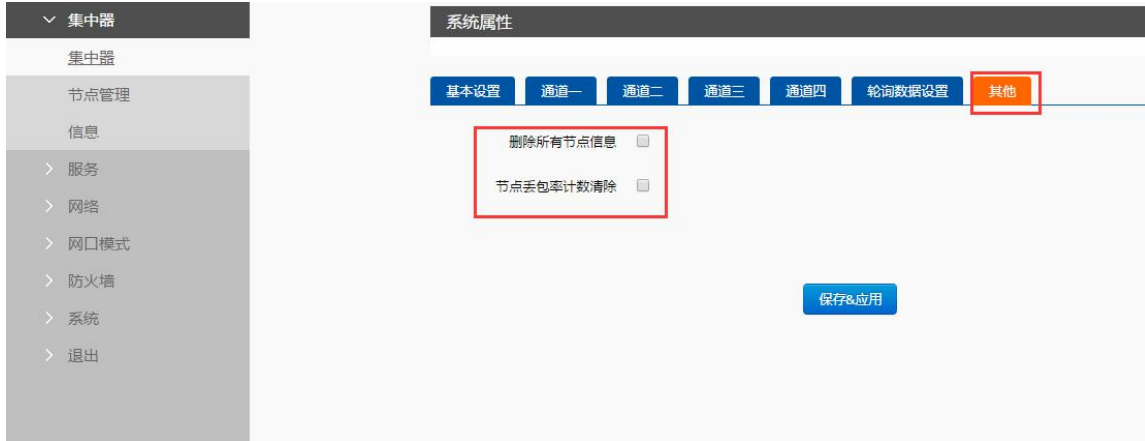 集中器
集中器
节点管理
信息
服务
网络
网口模式
防火墙
系统
退出
系统属性
基本设置 通道一 通道二 通道三 通道四 轮询数据设置 其他
删除所有节点信息
节点丢包率计数清除
保存&应用